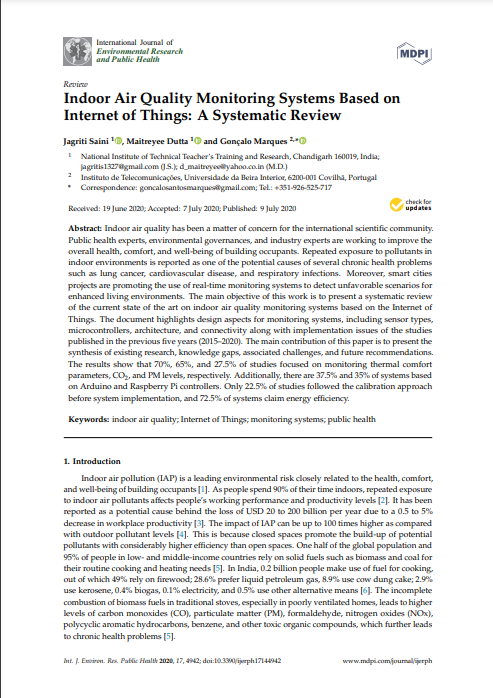 International Journal of
Environmental Research
and Public Health
MDPI
Review
Indoor Air Quality Monitoring Systems Based on
Internet of Things: A Systematic Review
Jagriti Saini 1, Maitreyee Dutta 1 and Gonçalo Marques 2,*
1 National Institute of Technical Teacher's Training and Research, Chandigarh 160019, India;
jagritis1327@gmail.com (J.S.); d_maitreyee@yahoo.co.in (M.D.)
2 Instituto de Telecomunicações, Universidade da Beira Interior, 6200-001 Covilhã, Portugal
* Correspondence: goncalosantosmarques@gmail.com; Tel.: +351-926-525-717
Received: 19 June 2020; Accepted: 7 July 2020; Published: 9 July 2020
check for
updates
Abstract: Indoor air quality has been a matter of concern for the international scientific community.
Public health experts, environmental governances, and industry experts are working to improve the
overall health, comfort, and well-being of building occupants. Repeated exposure to pollutants in
indoor environments is reported as one of the potential causes of several chronic health problems
such as lung cancer, cardiovascular disease, and respiratory infections. Moreover, smart cities
projects are promoting the use of real-time monitoring systems to detect unfavorable scenarios for
enhanced living environments. The main objective of this work is to present a systematic review
of the current state of the art on indoor air quality monitoring systems based on the Internet of
Things. The document highlights design aspects for monitoring systems, including sensor types,
microcontrollers, architecture, and connectivity along with implementation issues of the studies
published in the previous five years (2015–2020). The main contribution of this paper is to present the
synthesis of existing research, knowledge gaps, associated challenges, and future recommendations.
The results show that 70%, 65%, and 27.5% of studies focused on monitoring thermal comfort
parameters, CO2, and PM levels, respectively. Additionally, there are 37.5% and 35% of systems based
on Arduino and Raspberry Pi controllers. Only 22.5% of studies followed the calibration approach
before system implementation, and 72.5% of systems claim energy efficiency.
Keywords: indoor air quality; Internet of Things; monitoring systems; public health
1. Introduction
Indoor air pollution (IAP) is a leading environmental risk closely related to the health, comfort,
and well-being of building occupants [1]. As people spend 90% of their time indoors, repeated exposure
to indoor air pollutants affects people's working performance and productivity levels [2]. It has been
reported as a potential cause behind the loss of USD 20 to 200 billion per year due to a 0.5 to 5%
decrease in workplace productivity [3]. The impact of IAP can be up to 100 times higher as compared
with outdoor pollutant levels [4]. This is because closed spaces promote the build-up of potential
pollutants with considerably higher efficiency than open spaces. One half of the global population and
95% of people in low- and middle-income countries rely on solid fuels such as biomass and coal for
their routine cooking and heating needs [5]. In India, 0.2 billion people make use of fuel for cooking,
out of which 49% rely on firewood; 28.6% prefer liquid petroleum gas, 8.9% use cow dung cake; 2.9%
use kerosene, 0.4% biogas, 0.1% electricity, and 0.5% use other alternative means [6]. The incomplete
combustion of biomass fuels in traditional stoves, especially in poorly ventilated homes, leads to higher
levels of carbon monoxides (CO), particulate matter (PM), formaldehyde, nitrogen oxides (NOx),
polycyclic aromatic hydrocarbons, benzene, and other toxic organic compounds, which further leads
to chronic health problems [5].
Int. J. Environ. Res. Public Health 2020, 17, 4942; doi:10.3390/ijerph17144942
www.mdpi.com/journal/ijerph